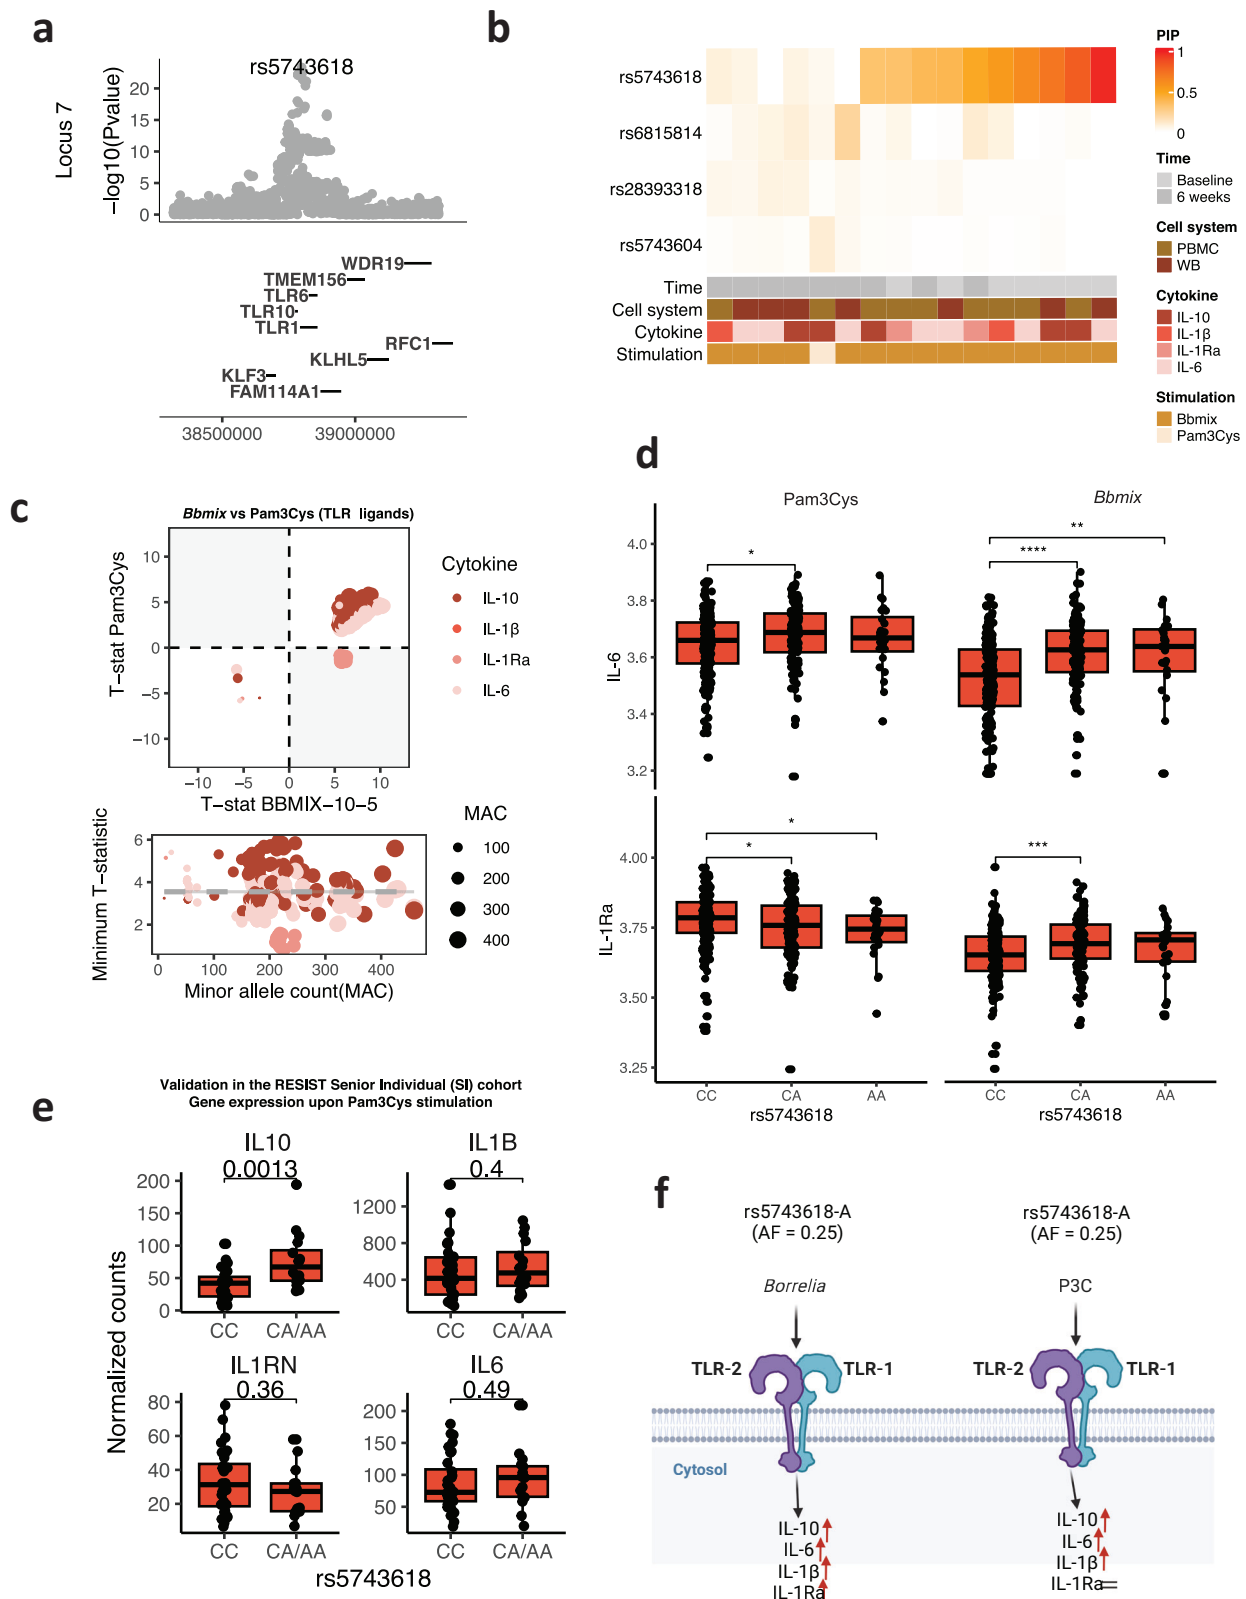 a
rs5743618
Locus 7
−log10(Pvalue)
20
15
10
5
0
WDR19
TMEM156
TLR6
TLR10
TLR1
RFC1
KLHL5
KLF3
FAM114A1
38500000
39000000
b
rs5743618
rs6815814
rs28393318
rs5743604
Time
Cell system
Cytokine
Stimulation
PIP
1
0.5
0
Time
Baseline
6 weeks
Cell system
PBMC
WB
Cytokine
IL-10
IL-1β
IL-1Ra
IL-6
Stimulation
Bbmix
Pam3Cys
c
Bbmix vs Pam3Cys (TLR ligands)
T−stat Pam3Cys
10
5
0
−5
−10
−10
−5
0
5
10
T−stat BBMIX−10−5
Cytokine
IL-10
IL-1β
IL-1Ra
IL-6
Minimum T−statistic
6
4
2
0
100
200
300
400
Minor allele count(MAC)
MAC
100
200
300
400
d
Pam3Cys
Bbmix
IL-6
4.0
3.8
3.6
3.4
3.2
*
****
**
IL-1Ra
4.00
3.75
3.50
3.25
*
*
***
CC
CA
AA
rs5743618
CC
CA
AA
rs5743618
e
Validation in the RESIST Senior Individual (SI) cohort
Gene expression upon Pam3Cys stimulation
Normalized counts
IL10
0.0013
200
150
100
50
0
CC
CA/AA
IL1B
0.4
1200
800
400
CC
CA/AA
IL1RN
0.36
80
60
40
20
CC
CA/AA
IL6
0.49
200
150
100
50
CC
CA/AA
rs5743618
f
rs5743618-A
(AF = 0.25)
Borrelia
TLR-2
TLR-1
IL-10
IL-6
IL-1β
IL-1Ra
rs5743618-A
(AF = 0.25)
P3C
TLR-2
TLR-1
Cytosol
IL-10
IL-6
IL-1β
IL-1Ra=